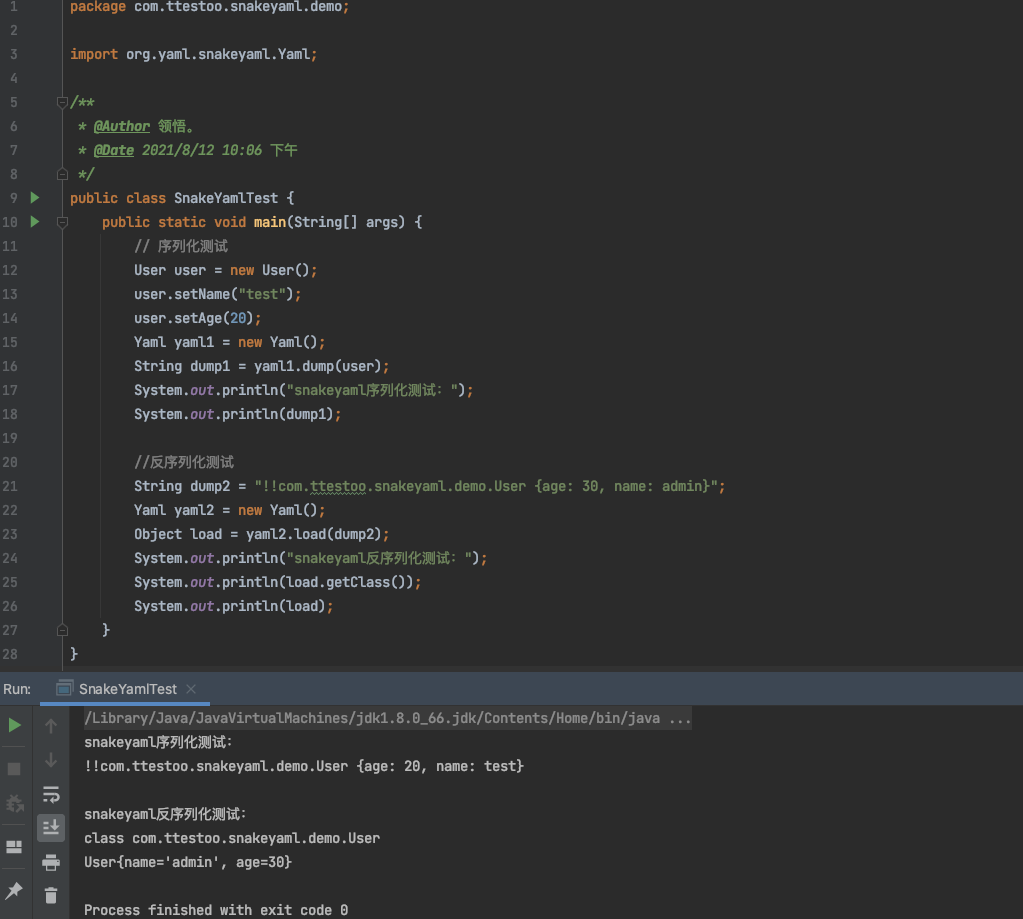 1 package com.ttestoo.snakeyaml.demo;
2
3 import org.yaml.snakeyaml.Yaml;
4
5 /**
6  * @Author 领悟。
7  * @Date 2021/8/12 10:06 下午
8  */
9 public class SnakeYamlTest {
10     public static void main(String[] args) {
11         // 序列化测试
12         User user = new User();
13         user.setName("test");
14         user.setAge(20);
15         Yaml yaml1 = new Yaml();
16         String dump1 = yaml1.dump(user);
17         System.out.println("snakeyaml序列化测试：");
18         System.out.println(dump1);
19
20         //反序列化测试
21         String dump2 = "!!com.ttestoo.snakeyaml.demo.User {age: 30, name: admin}";
22         Yaml yaml2 = new Yaml();
23         Object load = yaml2.load(dump2);
24         System.out.println("snakeyaml反序列化测试：");
25         System.out.println(load.getClass());
26         System.out.println(load);
27     }
28 }
Run: SnakeYamlTest
/Library/Java/JavaVirtualMachines/jdk1.8.0_66.jdk/Contents/Home/bin/java ...
snakeyaml序列化测试：
!!com.ttestoo.snakeyaml.demo.User {age: 20, name: test}
snakeyaml反序列化测试：
class com.ttestoo.snakeyaml.demo.User
User{name='admin', age=30}
Process finished with exit code 0